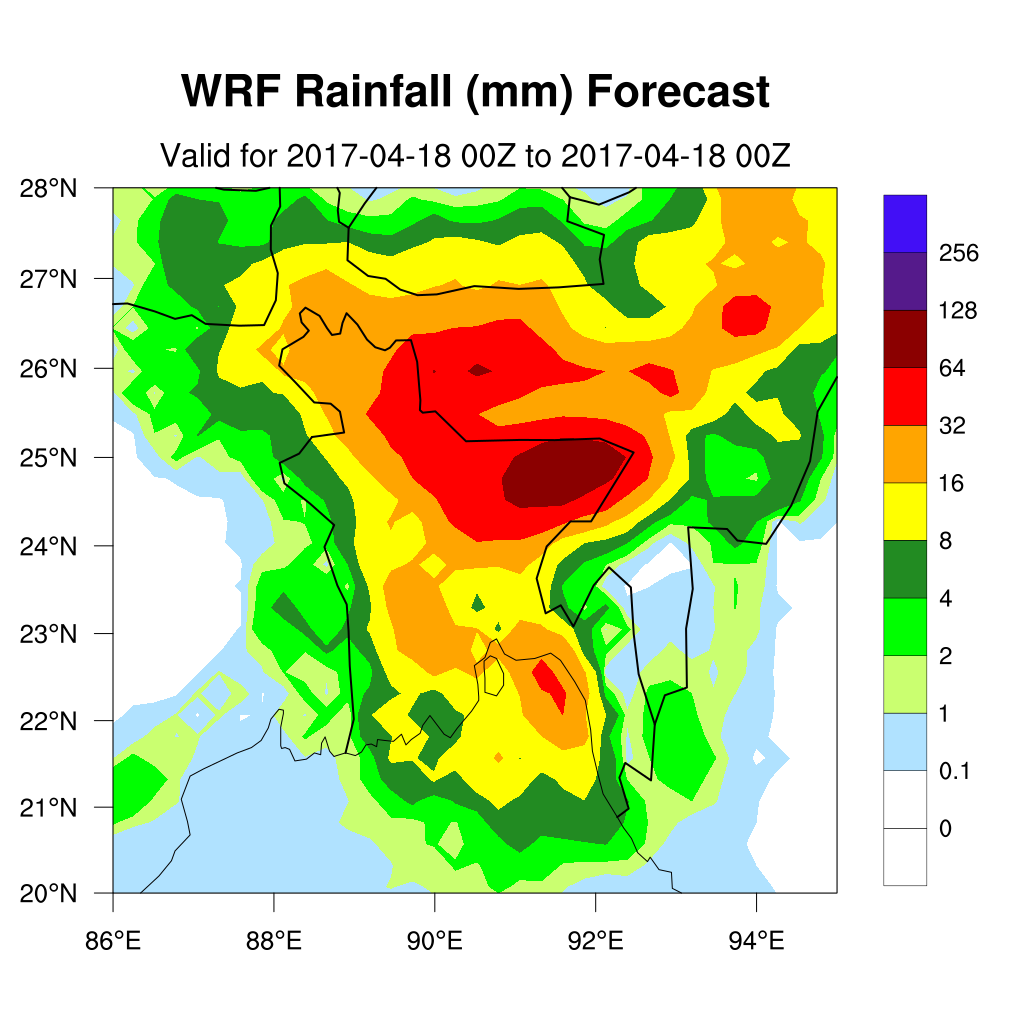 WRF Rainfall (mm) Forecast
Valid for 2017-04-18 00Z to 2017-04-18 00Z
28°N
27°N
26°N
25°N
24°N
23°N
22°N
21°N
20°N
86°E 88°E 90°E 92°E 94°E
256
128
64
32
16
8
4
2
1
0.1
0